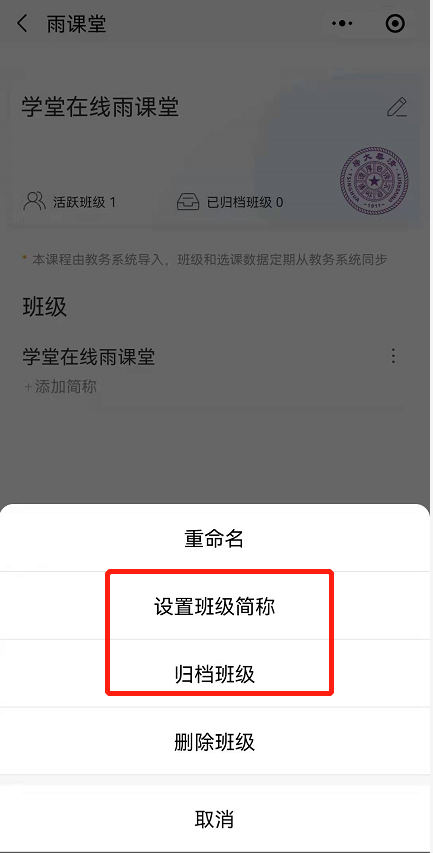 雨课堂
学堂在线雨课堂
活跃班级 1
已归档班级 0
* 本课程由教务系统导入，班级和选课数据定期从教务系统同步
班级
学堂在线雨课堂
+添加简称
重命名
设置班级简称
归档班级
删除班级
取消